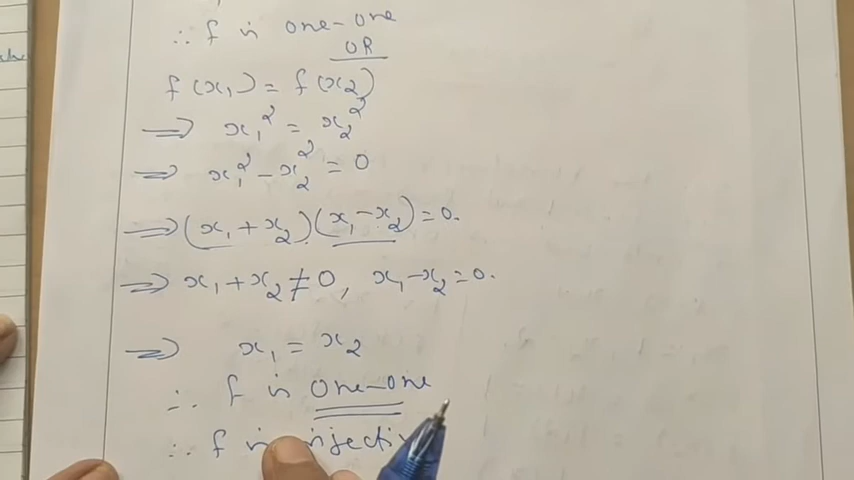 ∴ f is one-one
OR
f(x₁) = f(x₂)
⇒ x₁² = x₂²
⇒ x₁² - x₂² = 0
⇒ (x₁ + x₂)(x₁ - x₂) = 0.
⇒ x₁ + x₂ ≠ 0, x₁ - x₂ = 0.
⇒ x₁ = x₂
∴ f is one-one
∴ f is